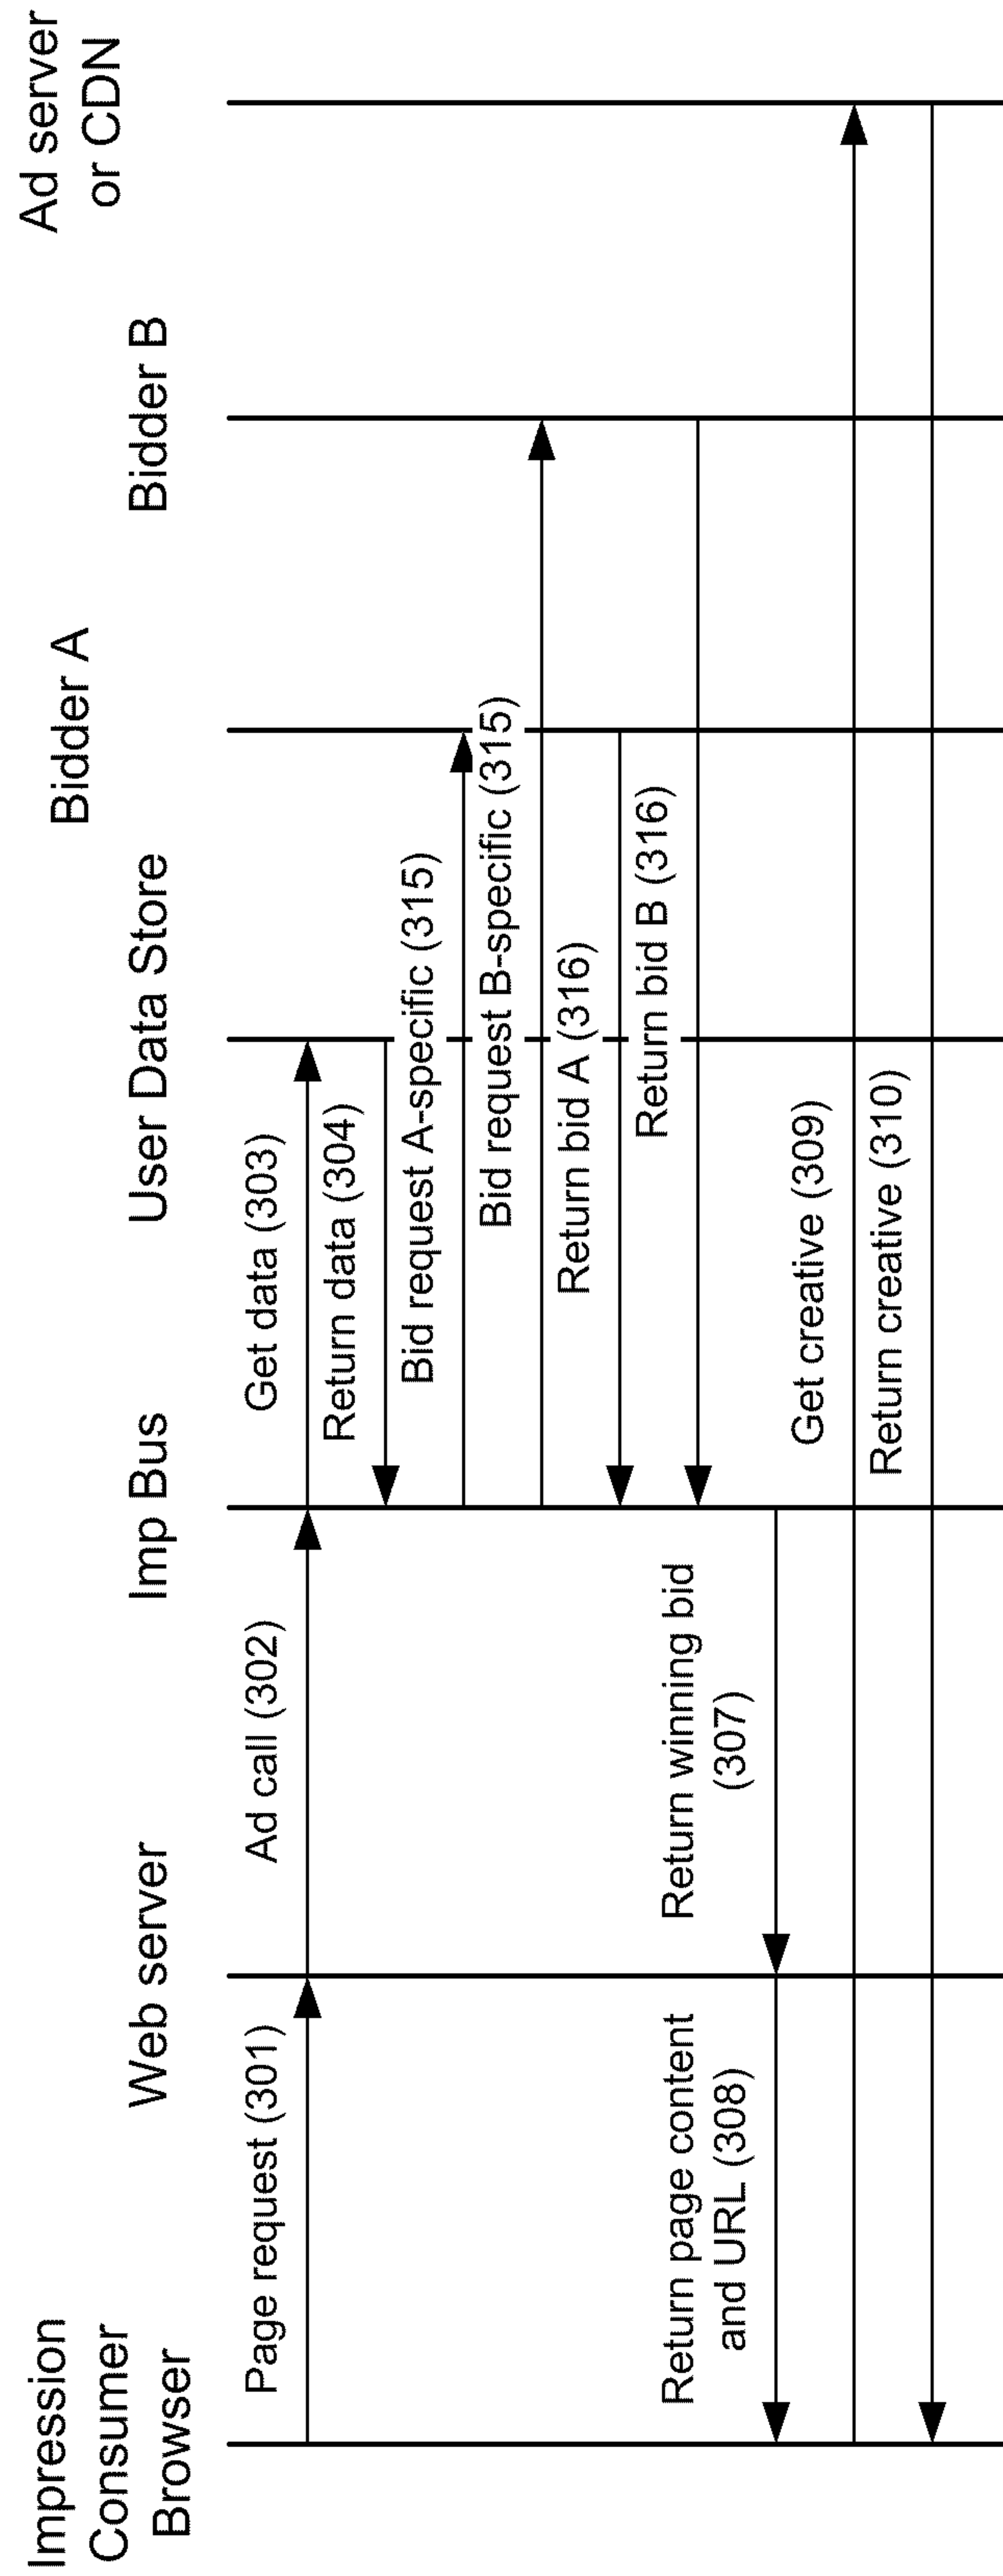 Impression
Consumer
Browser
Web server
Imp Bus
User Data Store
Bidder A
Bidder B
Ad server
or CDN
Page request (301)
Ad call (302)
Get data (303)
Return data (304)
Bid request A-specific (315)
Bid request B-specific (315)
Return bid A (316)
Return bid B (316)
Return winning bid
(307)
Return page content
and URL (308)
Get creative (309)
Return creative (310)